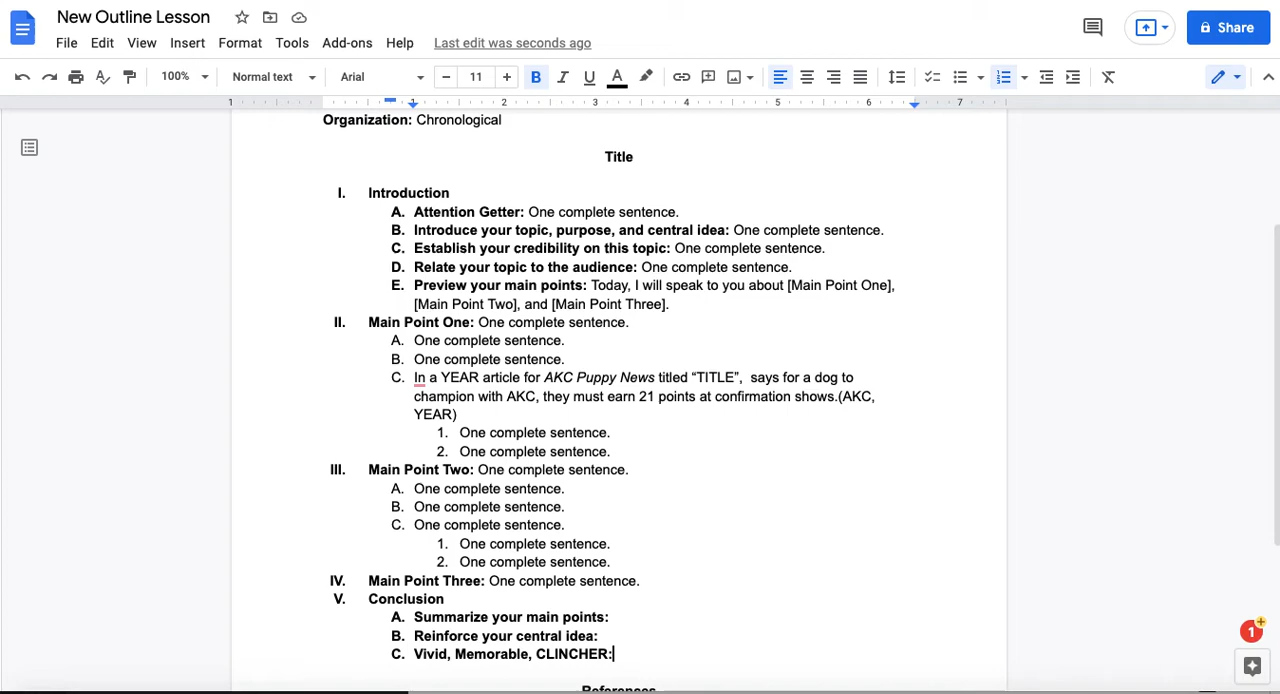 New Outline Lesson
File Edit View Insert Format Tools Add-ons Help Last edit was seconds ago
Share
100% Normal text Arial 11 B I U A
1 1 2 3 4 5 6 7
Organization: Chronological
Title
I. Introduction
A. Attention Getter: One complete sentence.
B. Introduce your topic, purpose, and central idea: One complete sentence.
C. Establish your credibility on this topic: One complete sentence.
D. Relate your topic to the audience: One complete sentence.
E. Preview your main points: Today, I will speak to you about [Main Point One],
[Main Point Two], and [Main Point Three].
II. Main Point One: One complete sentence.
A. One complete sentence.
B. One complete sentence.
C. In a YEAR article for AKC Puppy News titled “TITLE”,  says for a dog to
champion with AKC, they must earn 21 points at confirmation shows.(AKC,
YEAR)
1. One complete sentence.
2. One complete sentence.
III. Main Point Two: One complete sentence.
A. One complete sentence.
B. One complete sentence.
C. One complete sentence.
1. One complete sentence.
2. One complete sentence.
IV. Main Point Three: One complete sentence.
V. Conclusion
A. Summarize your main points:
B. Reinforce your central idea:
C. Vivid, Memorable, CLINCHER:
References
1